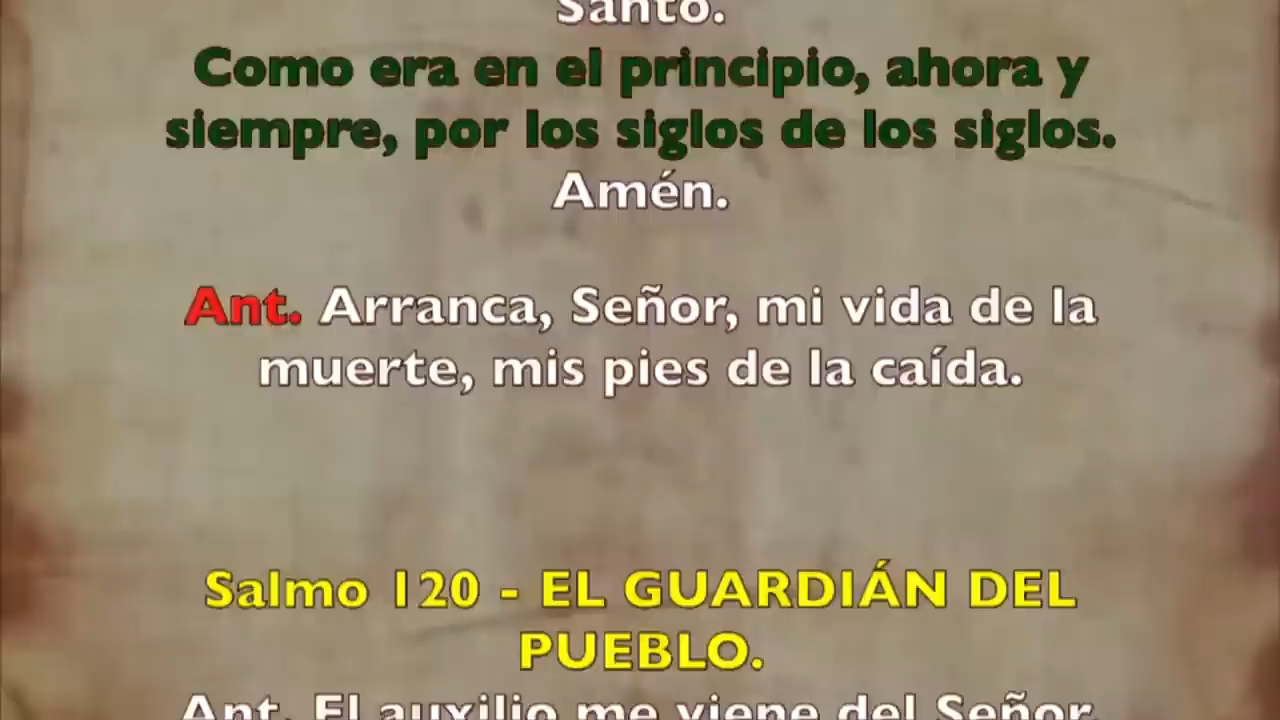 Santo.
Como era en el principio, ahora y
siempre, por los siglos de los siglos.
Amén.
Ant. Arranca, Señor, mi vida de la
muerte, mis pies de la caída.
Salmo 120 - EL GUARDIÁN DEL
PUEBLO.
Ant. El auxilio me viene del Señor,